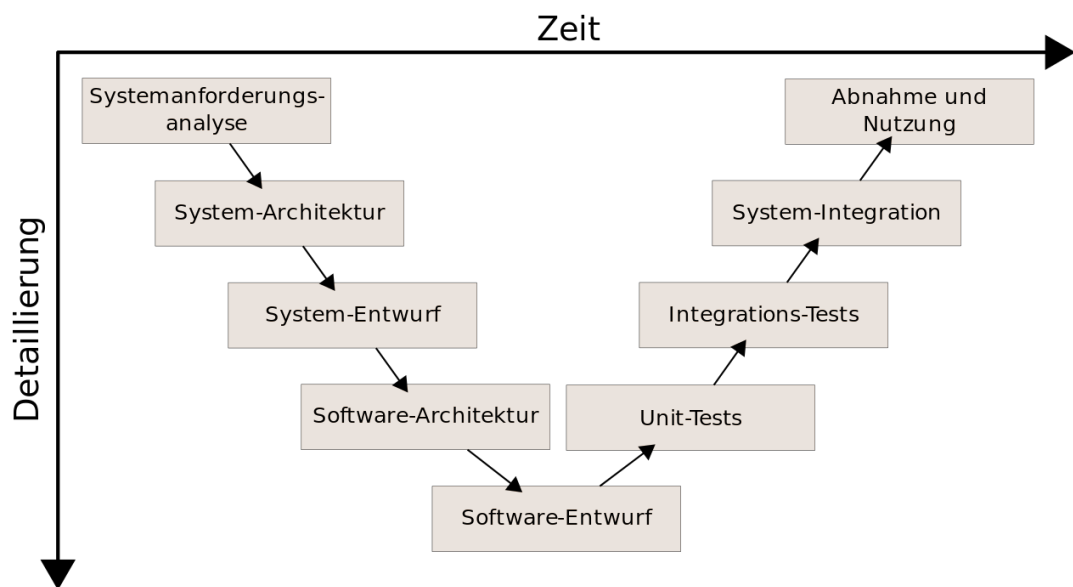 Zeit
Detaillierung
Systemanforderungs-
analyse
System-Architektur
System-Entwurf
Software-Architektur
Software-Entwurf
Unit-Tests
Integrations-Tests
System-Integration
Abnahme und
Nutzung